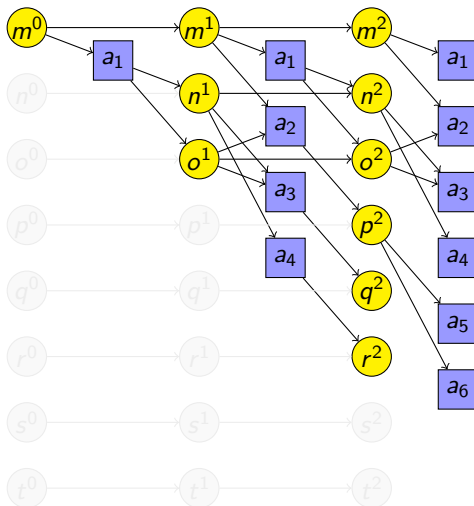 m⁰ m¹ m²
a₁ a₁ a₁
n⁰ n¹ n²
a₂ a₂
o⁰ o¹ o²
a₃ a₃
p⁰ p¹ p²
a₄ a₄
q⁰ q¹ q²
a₅
r⁰ r¹ r²
a₆
s⁰ s¹ s²
t⁰ t¹ t²